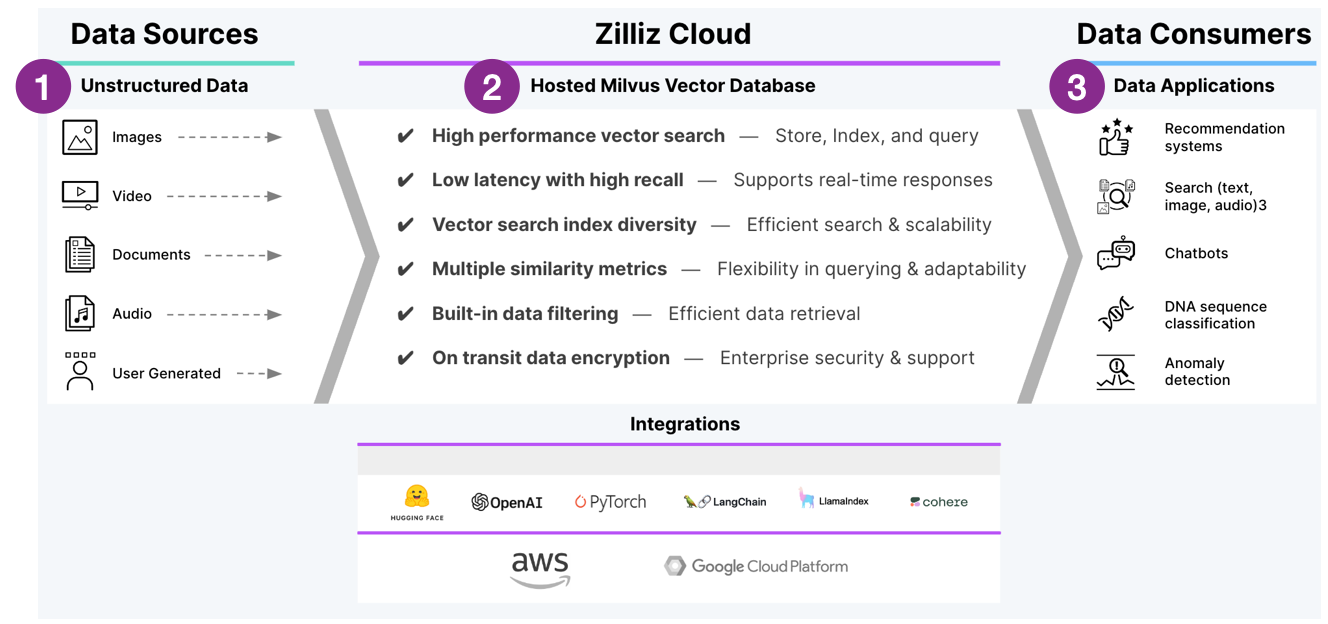 Data Sources
Zilliz Cloud
Data Consumers
1 Unstructured Data
2 Hosted Milvus Vector Database
3 Data Applications
Images
Video
Documents
Audio
User Generated
✔ High performance vector search — Store, Index, and query
✔ Low latency with high recall — Supports real-time responses
✔ Vector search index diversity — Efficient search & scalability
✔ Multiple similarity metrics — Flexibility in querying & adaptability
✔ Built-in data filtering — Efficient data retrieval
✔ On transit data encryption — Enterprise security & support
Recommendation
systems
Search (text,
image, audio)3
Chatbots
DNA sequence
classification
Anomaly
detection
Integrations
HUGGING FACE
OpenAI
PyTorch
LangChain
LlamaIndex
cohere
aws
Google Cloud Platform